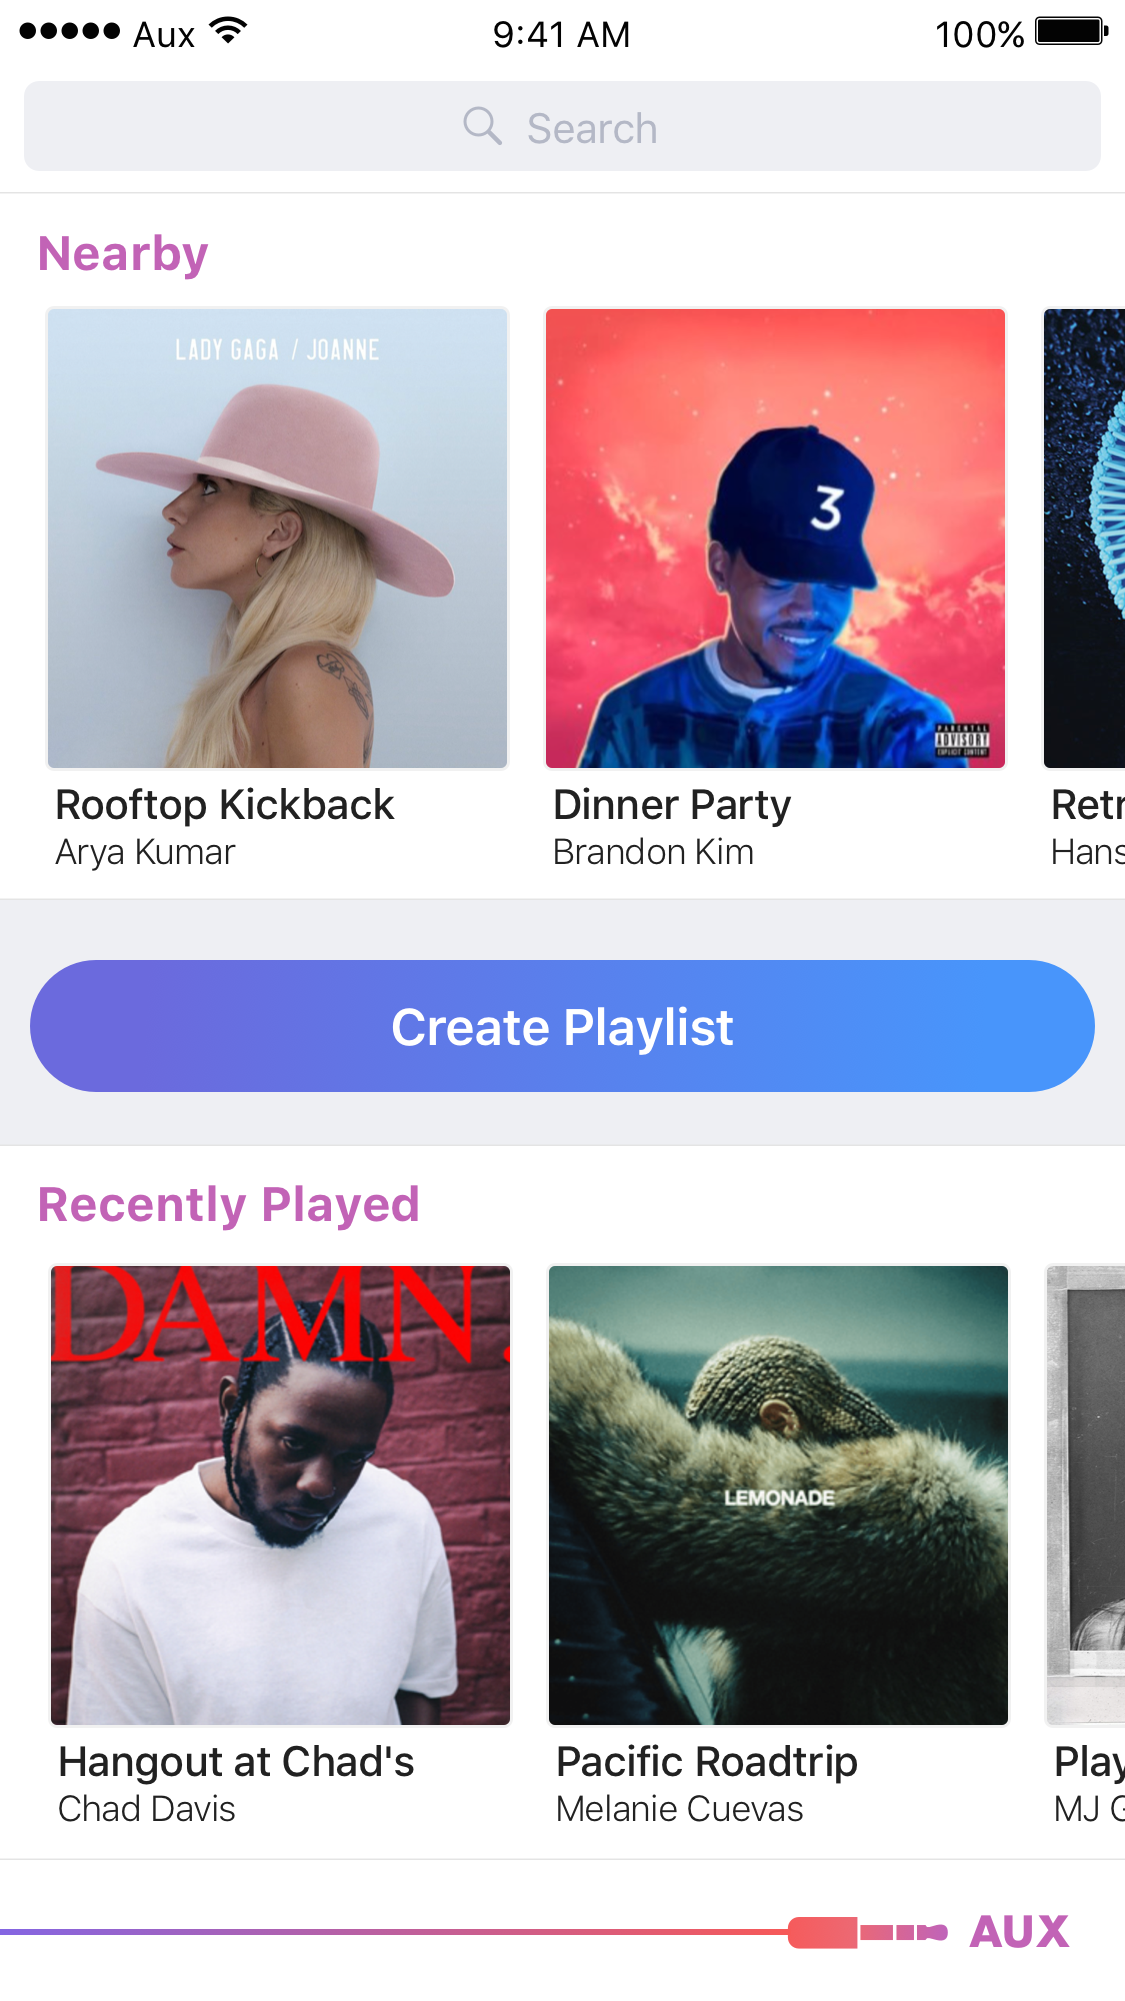 Aux 9:41 AM 100%
Search
Nearby
LADY GAGA / JOANNE
3
PARENTAL
ADVISORY
EXPLICIT CONTENT
Rooftop Kickback Dinner Party Retr
Arya Kumar Brandon Kim Hans
Create Playlist
Recently Played
DAMN.
LEMONADE
Hangout at Chad's Pacific Roadtrip Play
Chad Davis Melanie Cuevas MJ G
AUX